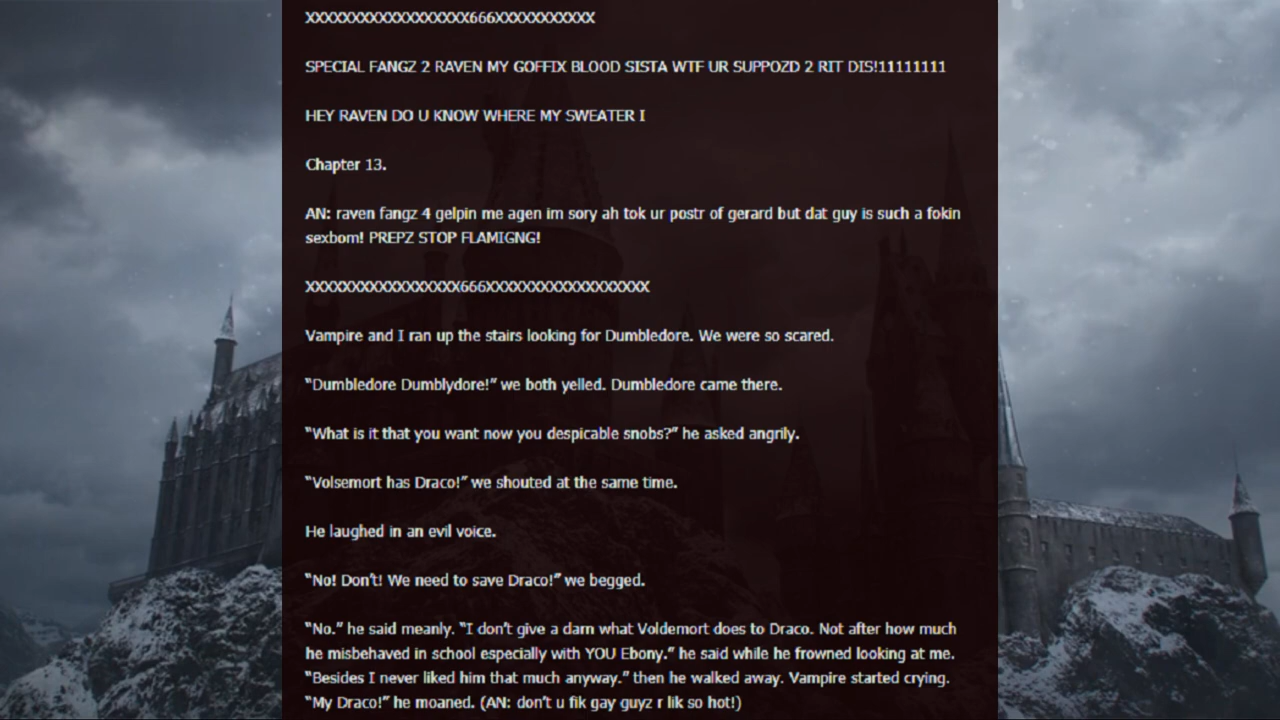 XXXXXXXXXXXXXXXXXX666XXXXXXXXXXX
SPECIAL FANGZ 2 RAVEN MY GOFFIX BLOOD SISTA WTF UR SUPPOZD 2 RIT DIS!11111111
HEY RAVEN DO U KNOW WHERE MY SWEATER I
Chapter 13.
AN: raven fangz 4 gelpin me agen im sory ah tok ur postr of gerard but dat guy is such a fokin
sexbom! PREPZ STOP FLAMIGNG!
XXXXXXXXXXXXXXXXX666XXXXXXXXXXXXXXXXXX
Vampire and I ran up the stairs looking for Dumbledore. We were so scared.
“Dumbledore Dumblydore!” we both yelled. Dumbledore came there.
“What is it that you want now you despicable snobs?” he asked angrily.
“Volsemort has Draco!” we shouted at the same time.
He laughed in an evil voice.
“No! Don’t! We need to save Draco!” we begged.
“No.” he said meanly. “I don’t give a darn what Voldemort does to Draco. Not after how much
he misbehaved in school especially with YOU Ebony.” he said while he frowned looking at me.
“Besides I never liked him that much anyway.” then he walked away. Vampire started crying.
“My Draco!” he moaned. (AN: don’t u fik gay guyz r lik so hot!)